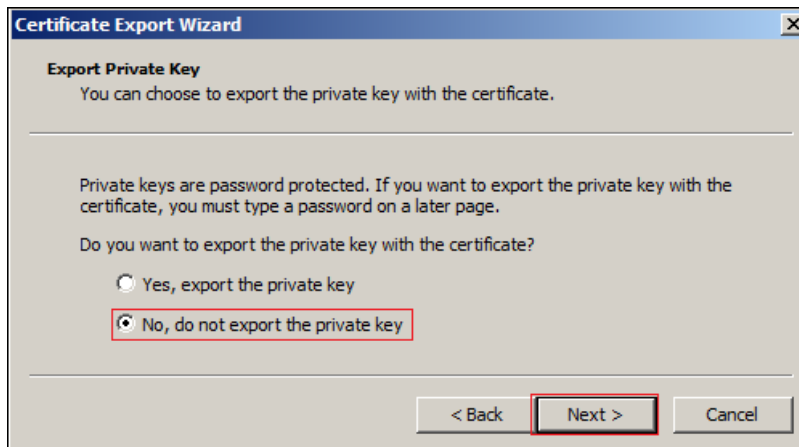 Certificate Export Wizard
Export Private Key
You can choose to export the private key with the certificate.
Private keys are password protected. If you want to export the private key with the
certificate, you must type a password on a later page.
Do you want to export the private key with the certificate?
Yes, export the private key
No, do not export the private key
< Back Next > Cancel